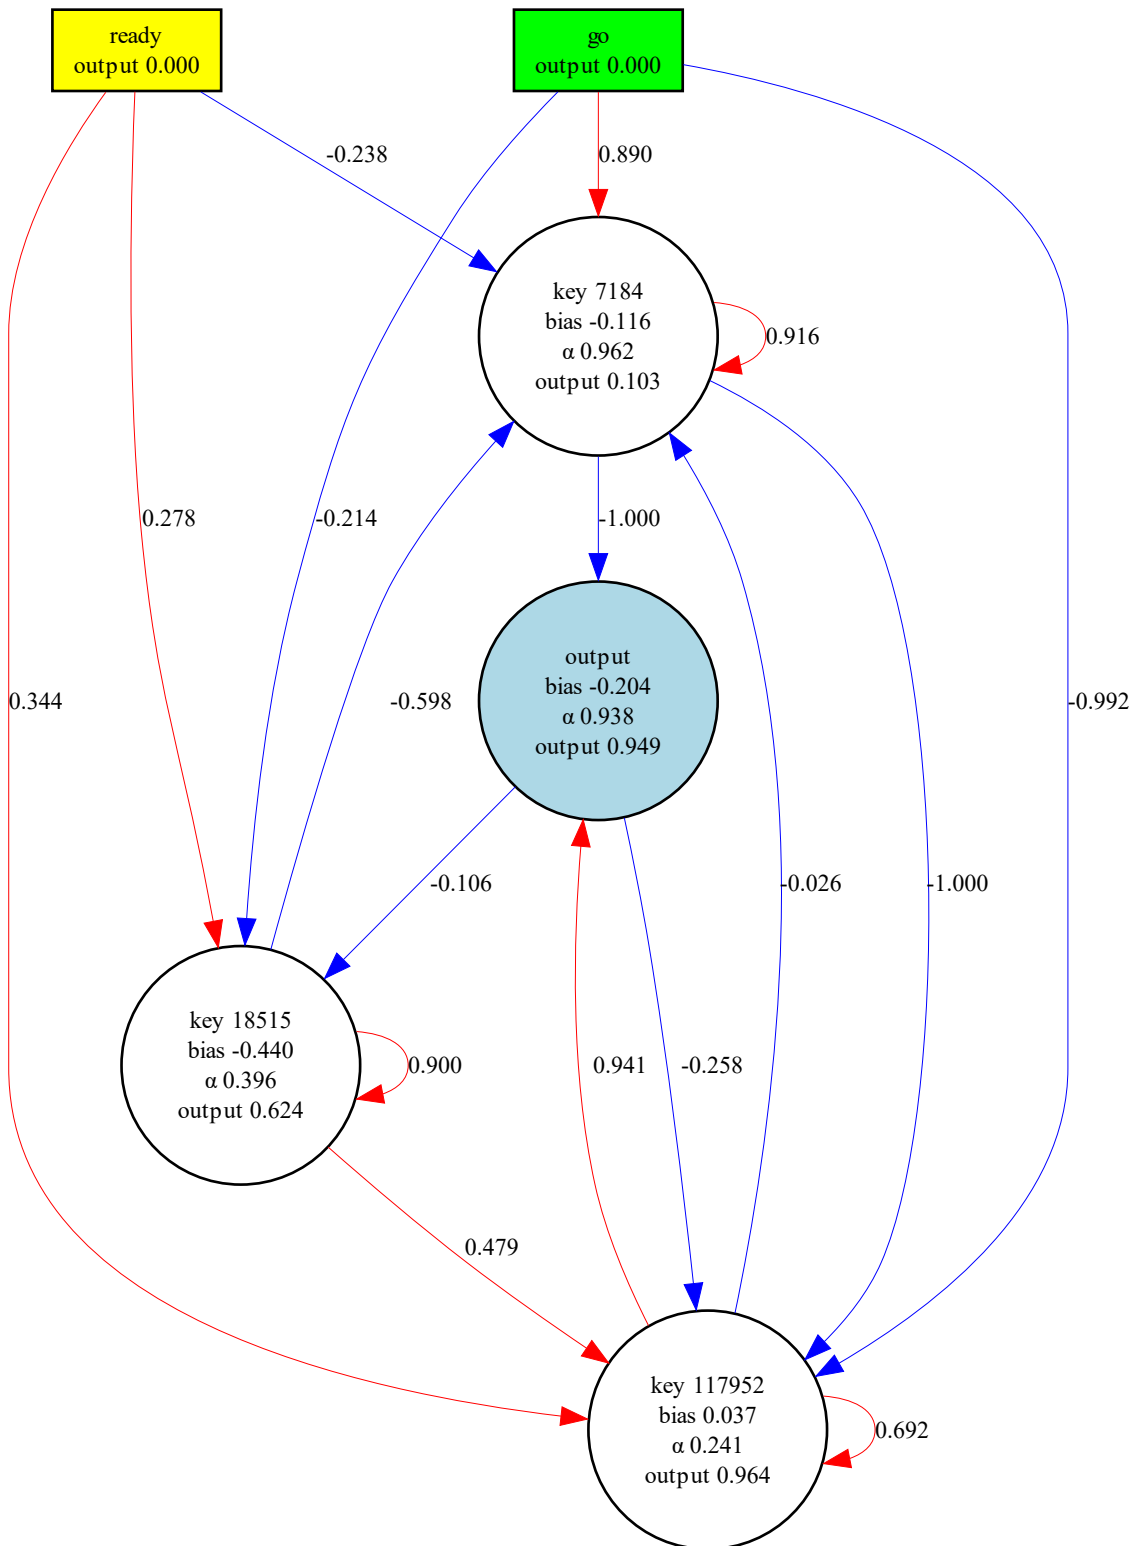 ready
output 0.000
go
output 0.000
-0.238
0.890
key 7184
bias -0.116
α 0.962
output 0.103
0.916
0.278
-0.214
-1.000
output
bias -0.204
α 0.938
output 0.949
0.344
-0.598
-0.992
-0.106
-0.026
-1.000
key 18515
bias -0.440
α 0.396
output 0.624
0.900
0.941
-0.258
0.479
key 117952
bias 0.037
α 0.241
output 0.964
0.692